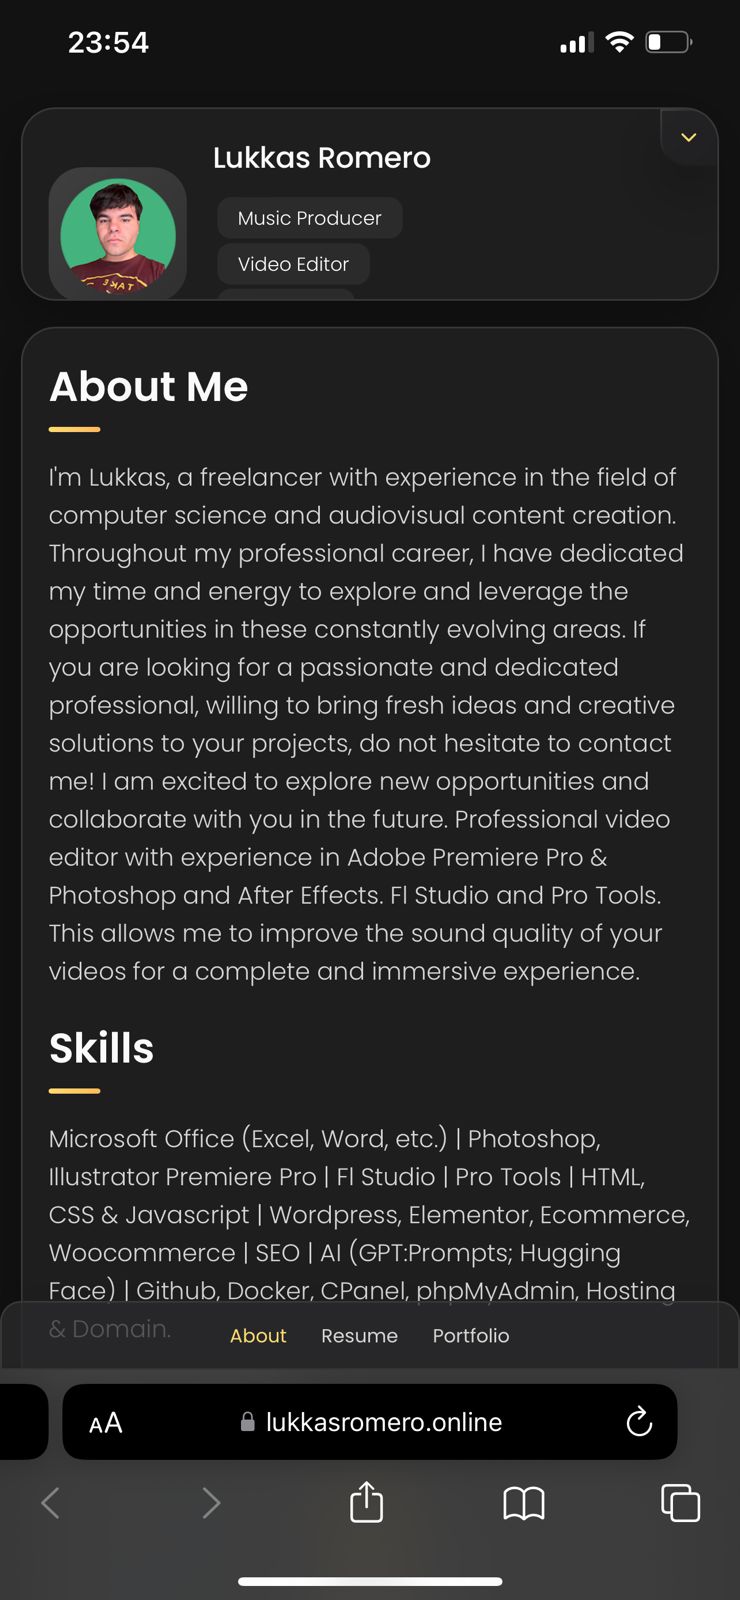 23:54
Lukkas Romero
Music Producer
Video Editor
About Me
I'm Lukkas, a freelancer with experience in the field of
computer science and audiovisual content creation.
Throughout my professional career, I have dedicated
my time and energy to explore and leverage the
opportunities in these constantly evolving areas. If
you are looking for a passionate and dedicated
professional, willing to bring fresh ideas and creative
solutions to your projects, do not hesitate to contact
me! I am excited to explore new opportunities and
collaborate with you in the future. Professional video
editor with experience in Adobe Premiere Pro &
Photoshop and After Effects. Fl Studio and Pro Tools.
This allows me to improve the sound quality of your
videos for a complete and immersive experience.
Skills
Microsoft Office (Excel, Word, etc.) | Photoshop,
Illustrator Premiere Pro | Fl Studio | Pro Tools | HTML,
CSS & Javascript | Wordpress, Elementor, Ecommerce,
Woocommerce | SEO | AI (GPT:Prompts; Hugging
Face) | Github, Docker, CPanel, phpMyAdmin, Hosting
& Domain.
About Resume Portfolio
AA lukkasromero.online